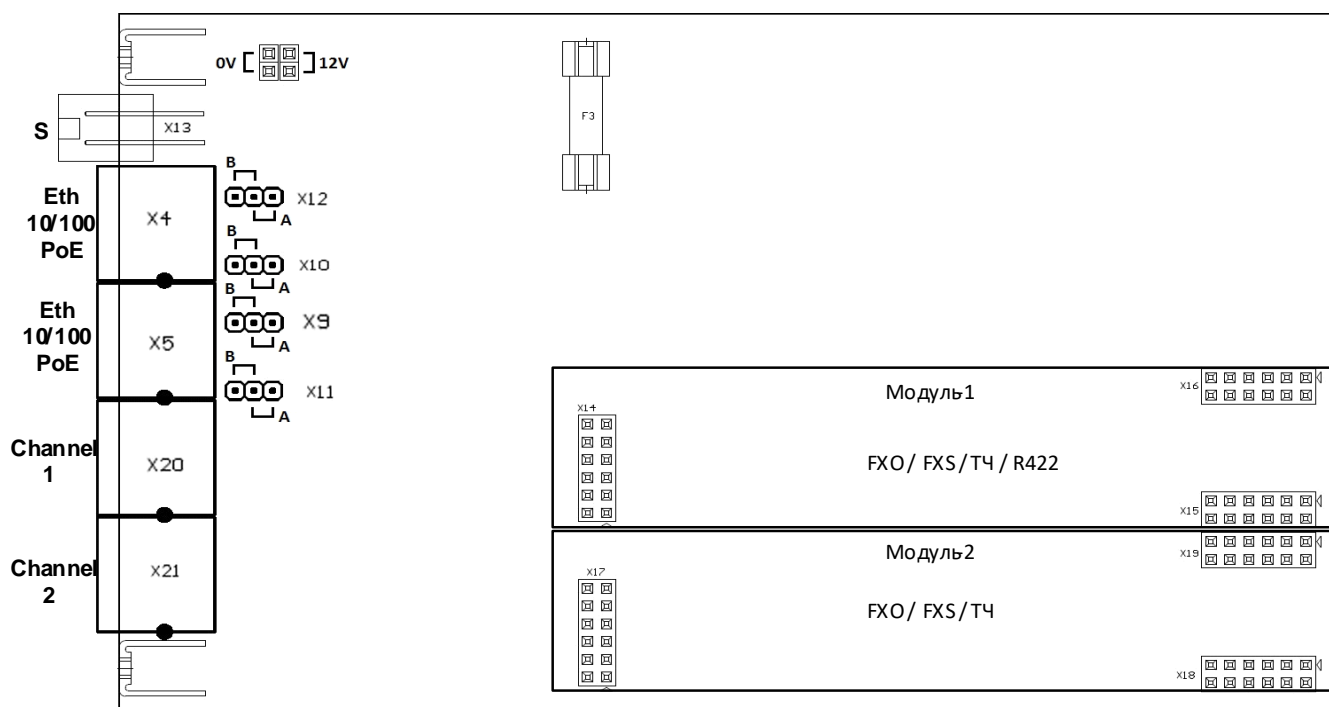 0V
12V
F3
S
X13
B
X12
A
Eth
10/100
PoE
X4
B
X10
A
Eth
10/100
PoE
X5
B
X9
A
B
X11
A
Channel
1
X20
Channel
2
X21
Модуль1
X16
X14
FXO / FXS / ТЧ / R422
X15
Модуль2
X19
X17
FXO / FXS / ТЧ
X18